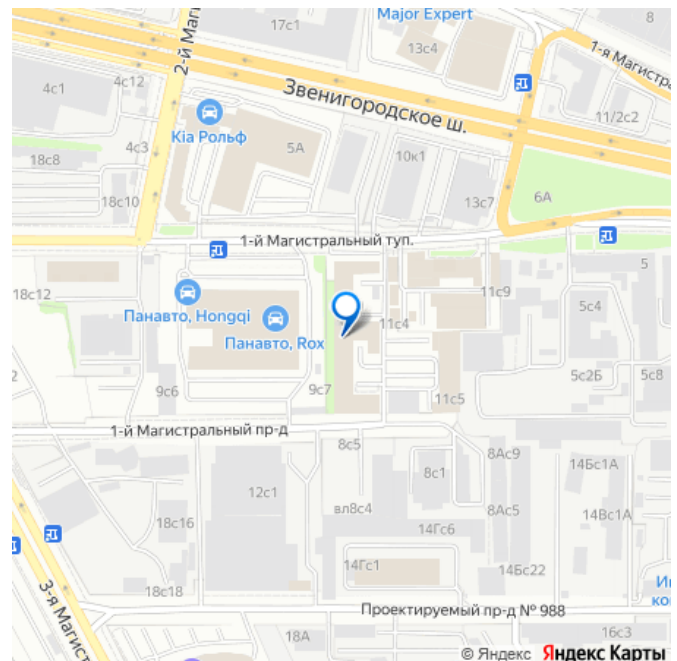 17с1
Major Expert
13с4
8
1-я Магистра
2-й Маг
4с1
4с12
Звенигородское ш.
11/2с2
Kia Рольф
4с3
5А
18с8
10к1
18с10
13с7
6А
1-й Магистральный туп.
5
18с12
11с9
5с4
Панавто, Hongqi
11с4
Панавто, Rox
2
9с6
9с7
5с2Б
5с8
11с5
1-й Магистральный пр-д
8с5
8Ас9
8с1
14Бс1А
12с1
вл8с4
8Ас5
14Вс1А
18с16
14Гс6
14Гс1
14Бс22
18с18
3-я Магист
Проектируемый пр-д № 988
18А
16с3
© Яндекс Яндекс Карты